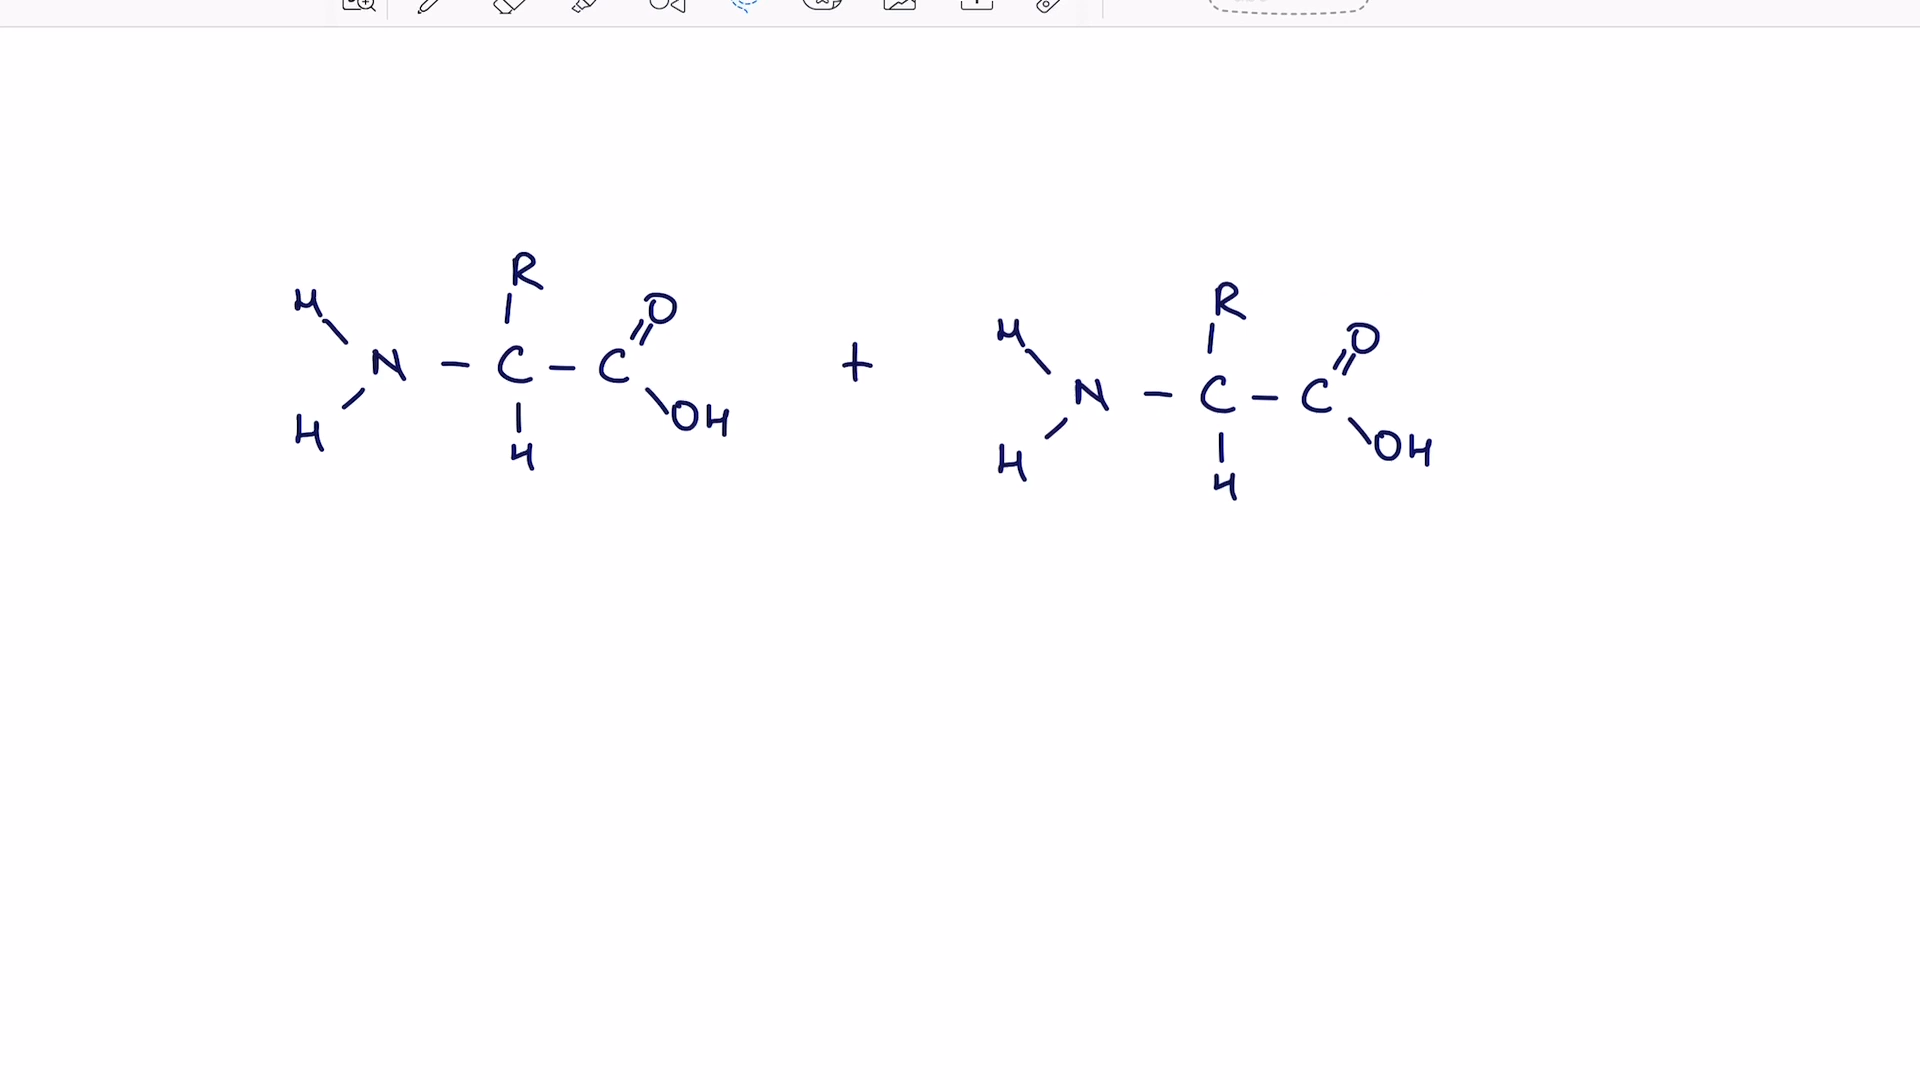 R R
H O H O
N - C - C + N - C - C
H OH H OH
H H